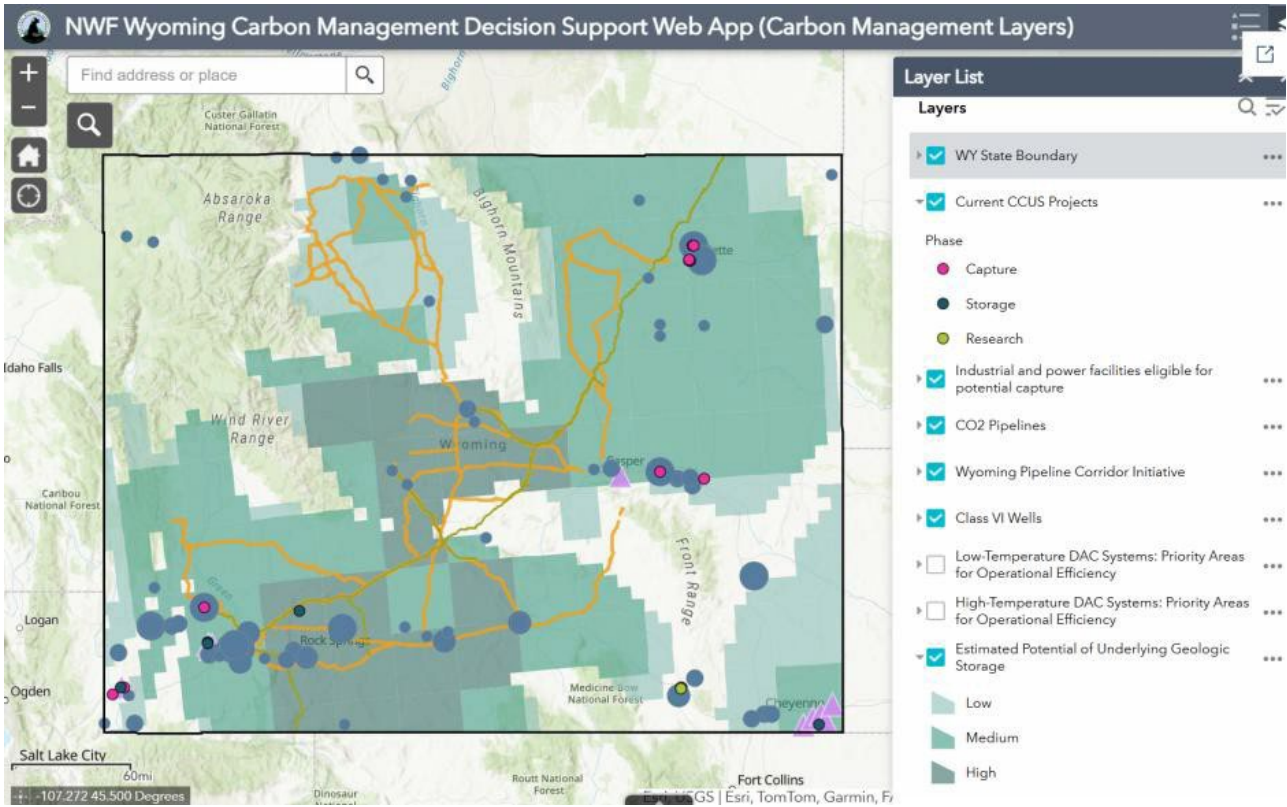 NWF Wyoming Carbon Management Decision Support Web App (Carbon Management Layers)
Find address or place
Bighorn
Custer Gallatin
National Forest
Absaroka
Range
Bighorn Mountains
ette
Idaho Falls
Wind River
Range
Wyoming
Casper
Caribou
National Forest
Front Range
Green
Logan
Rock Springs
Ogden
Medicine Bow
National Forest
Cheyenne
Salt Lake City
60mi
Fort Collins
Routt National
Forest
Dinosaur
-107.272 45.500 Degrees
Esri, USGS | Esri, TomTom, Garmin, FA
Layer List
Layers
WY State Boundary
Current CCUS Projects
Phase
Capture
Storage
Research
Industrial and power facilities eligible for
potential capture
CO2 Pipelines
Wyoming Pipeline Corridor Initiative
Class VI Wells
Low-Temperature DAC Systems: Priority Areas
for Operational Efficiency
High-Temperature DAC Systems: Priority Areas
for Operational Efficiency
Estimated Potential of Underlying Geologic
Storage
Low
Medium
High